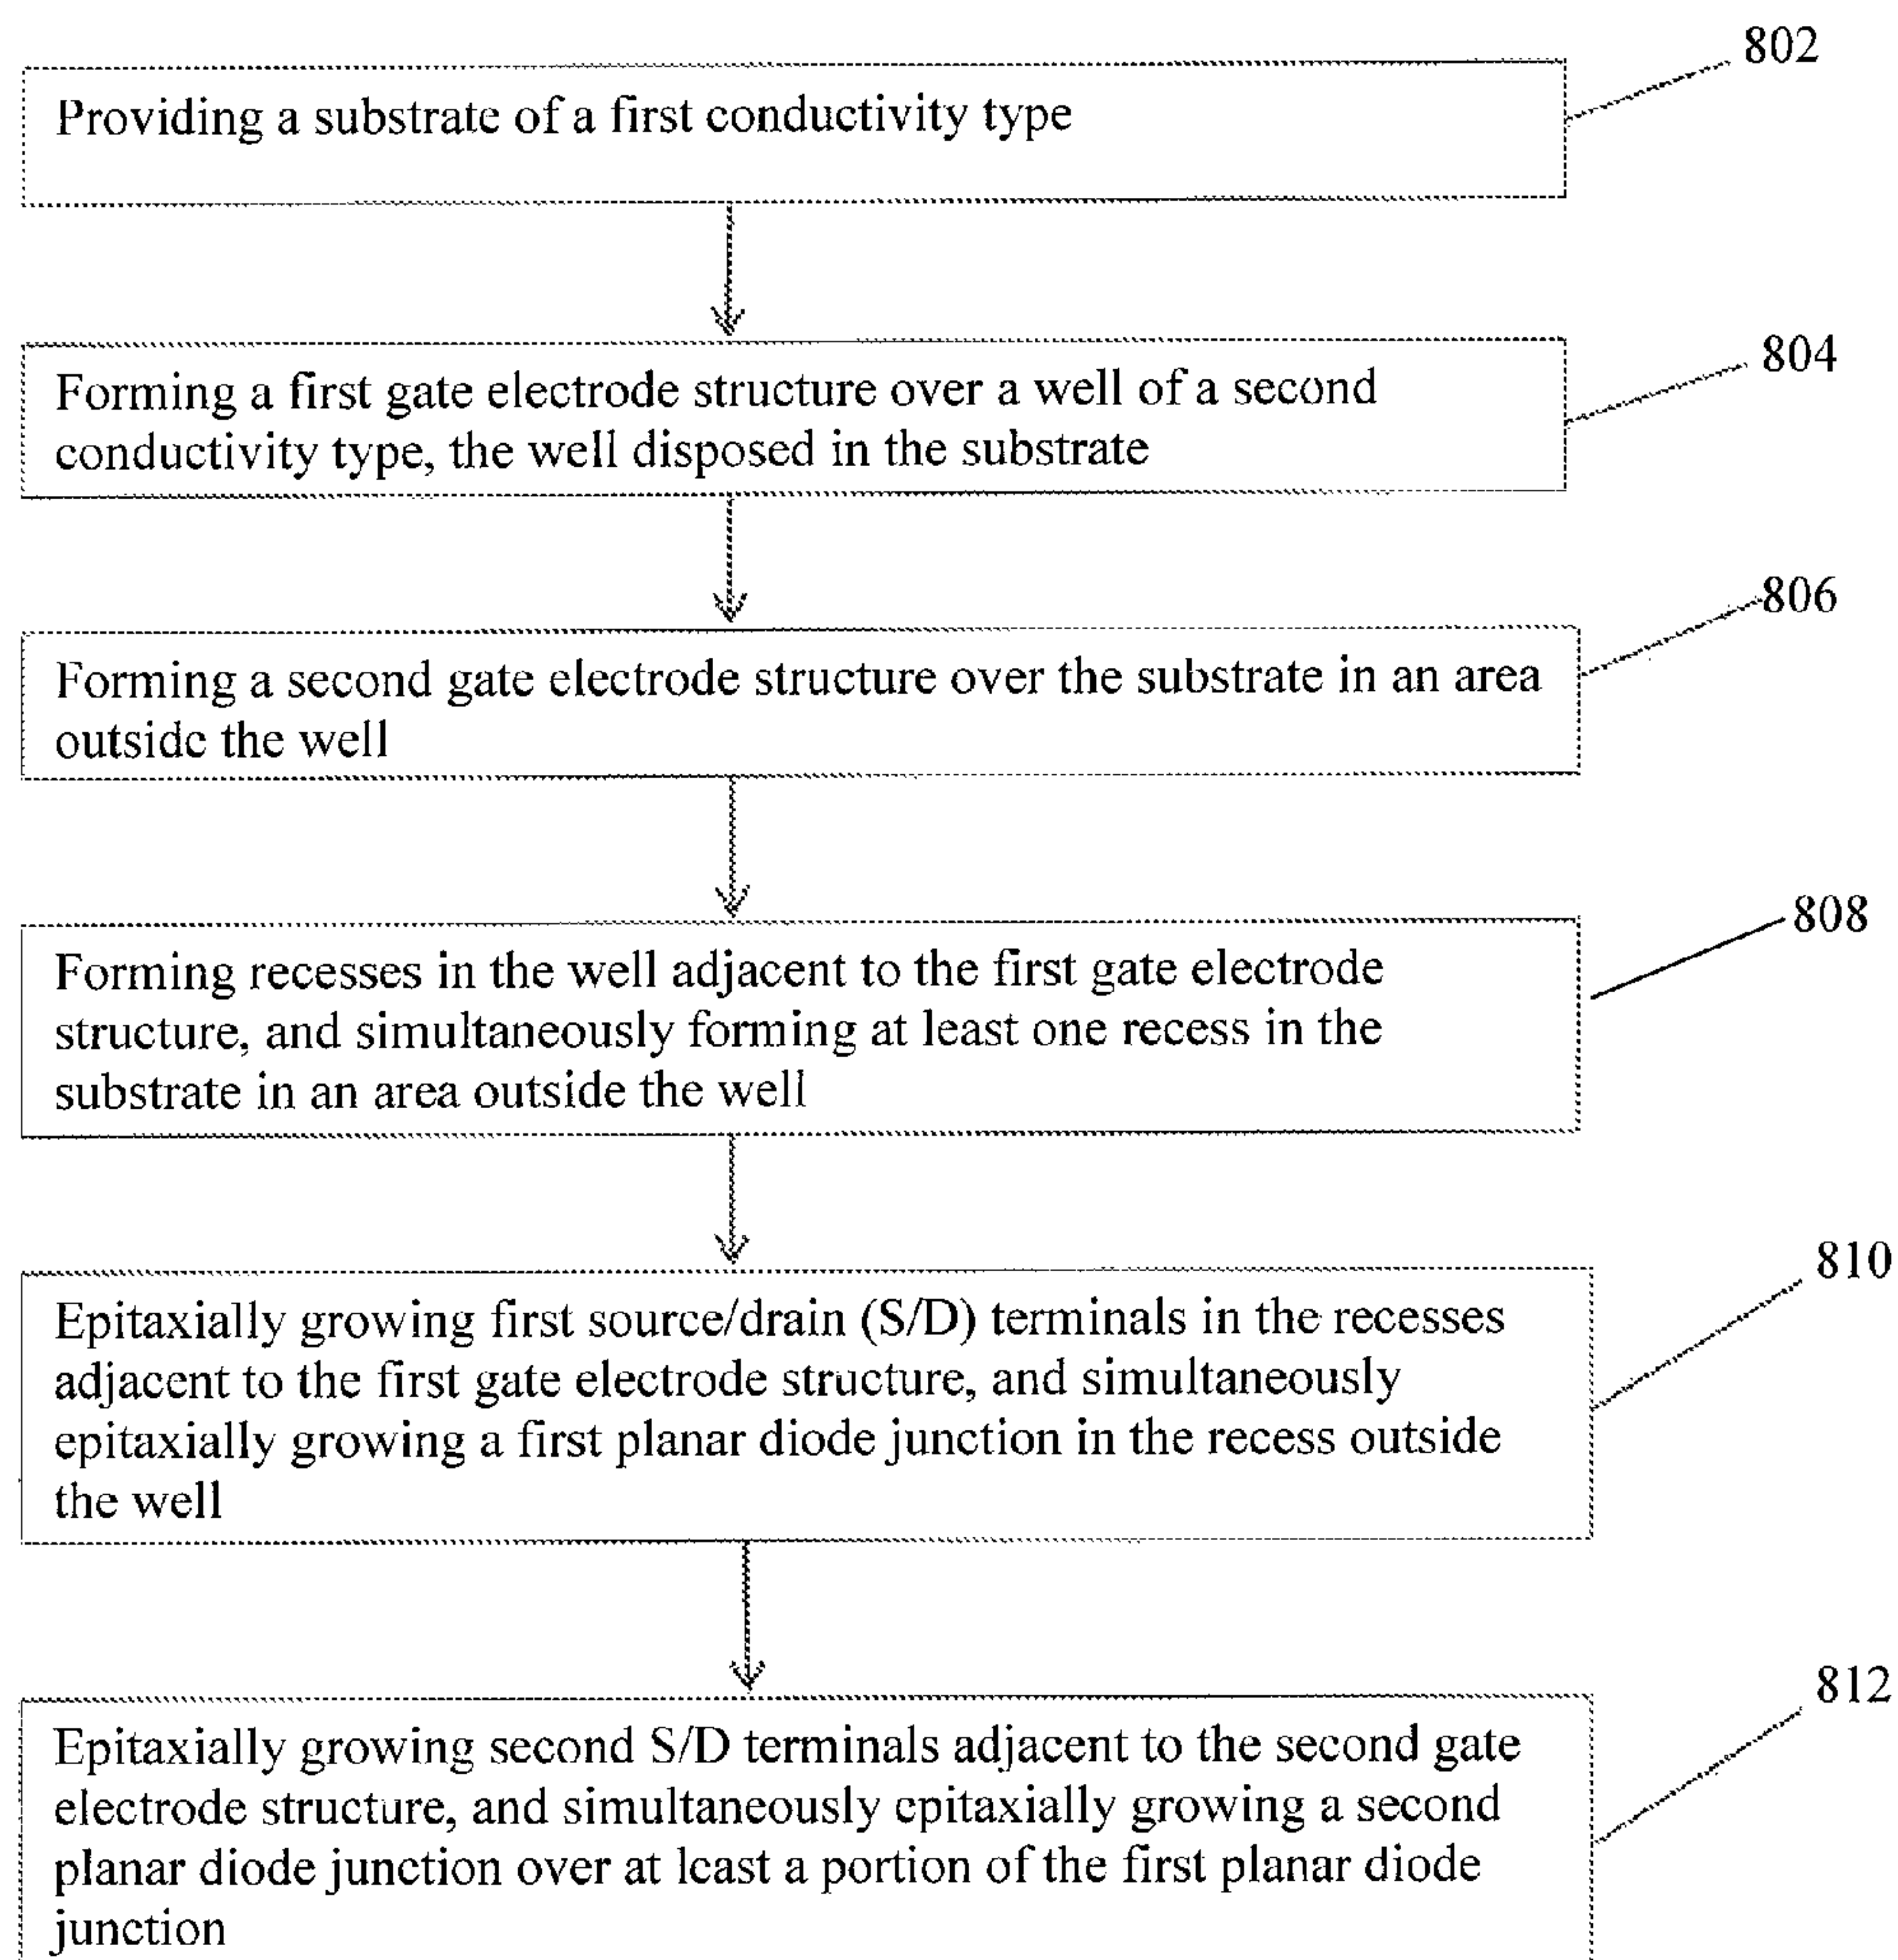 802
Providing a substrate of a first conductivity type
804
Forming a first gate electrode structure over a well of a second
conductivity type, the well disposed in the substrate
806
Forming a second gate electrode structure over the substrate in an area
outside the well
808
Forming recesses in the well adjacent to the first gate electrode
structure, and simultaneously forming at least one recess in the
substrate in an area outside the well
810
Epitaxially growing first source/drain (S/D) terminals in the recesses
adjacent to the first gate electrode structure, and simultaneously
epitaxially growing a first planar diode junction in the recess outside
the well
812
Epitaxially growing second S/D terminals adjacent to the second gate
electrode structure, and simultaneously epitaxially growing a second
planar diode junction over at least a portion of the first planar diode
junction